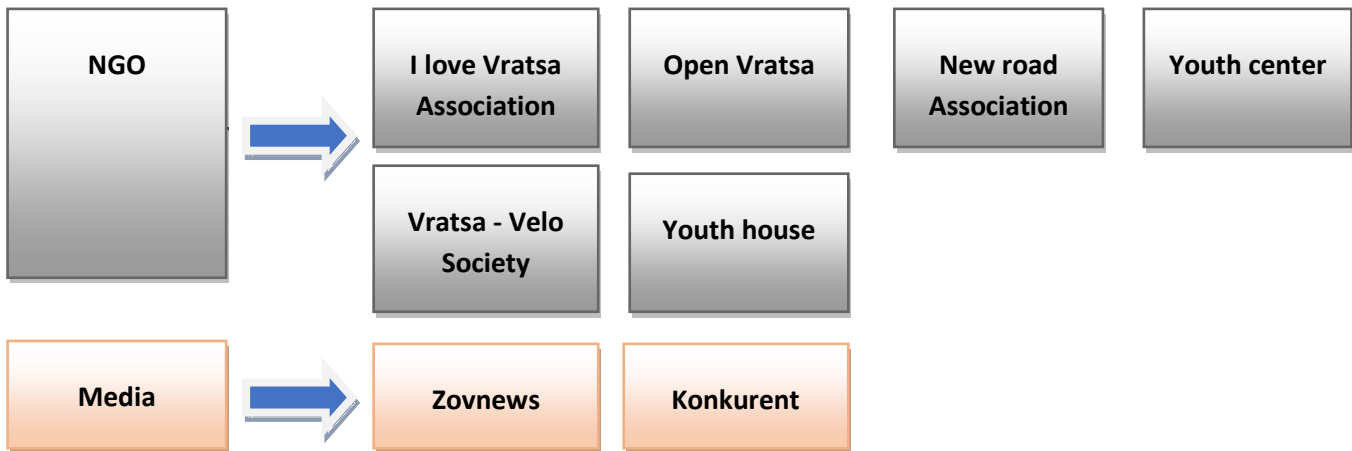 NGO
I love Vratsa
Association
Open Vratsa
New road
Association
Youth center
Vratsa - Velo
Society
Youth house
Media
Zovnews
Konkurent